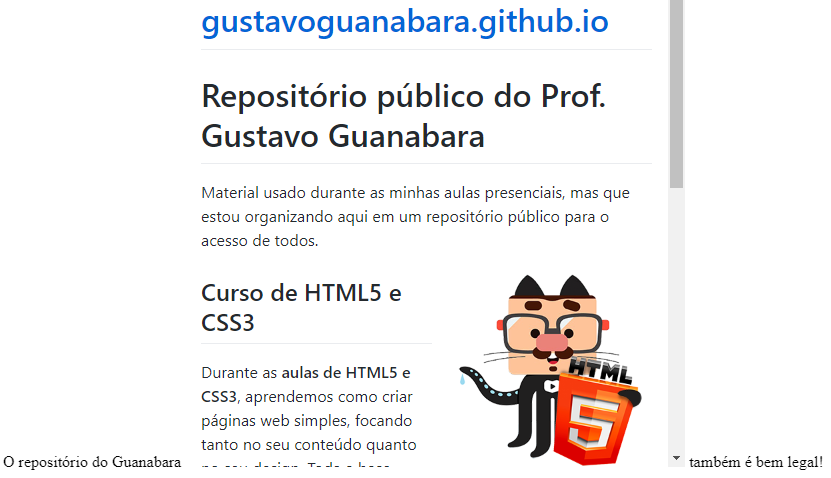 gustavoguanabara.github.io
Repositório público do Prof.
Gustavo Guanabara
Material usado durante as minhas aulas presenciais, mas que
estou organizando aqui em um repositório público para o
acesso de todos.
Curso de HTML5 e
CSS3
Durante as aulas de HTML5 e
CSS3, aprendemos como criar
páginas web simples, focando
tanto no seu conteúdo quanto
HTML
5
O repositório do Guanabara
também é bem legal!